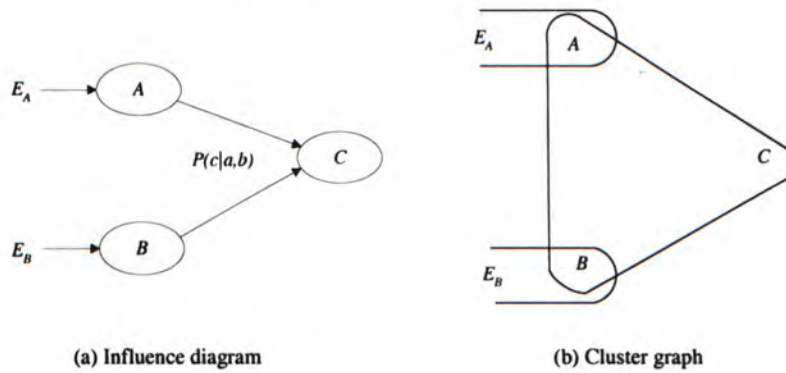 E_A
A
P(c|a,b)
C
E_B
B
(a) Influence diagram
E_A
A
C
E_B
B
(b) Cluster graph